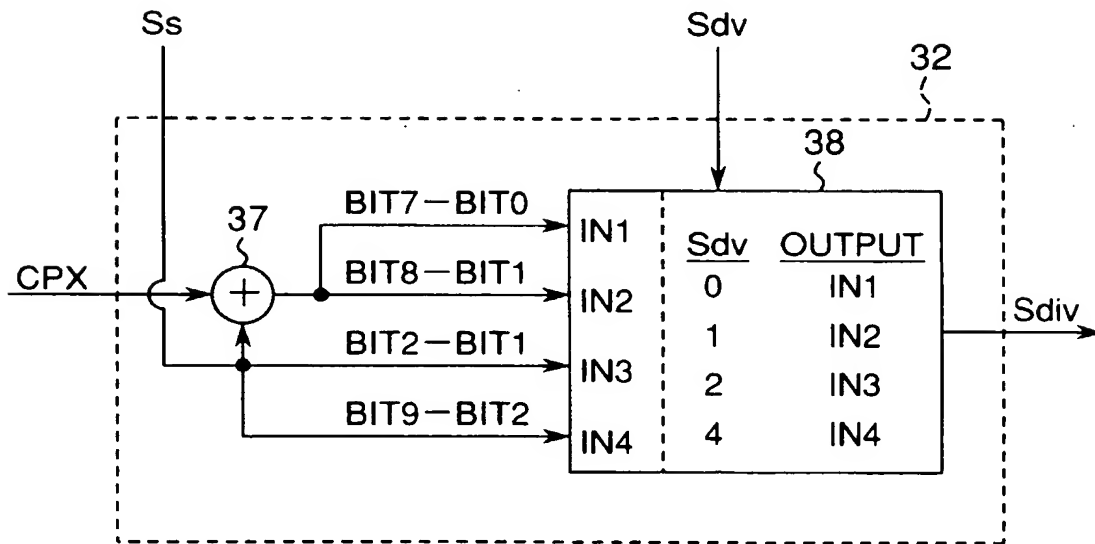 Ss
Sdv
32
38
37
BIT7-BIT0
BIT8-BIT1
BIT2-BIT1
BIT9-BIT2
CPX
+
IN1
IN2
IN3
IN4
Sdv OUTPUT
0 IN1
1 IN2
2 IN3
4 IN4
Sdiv